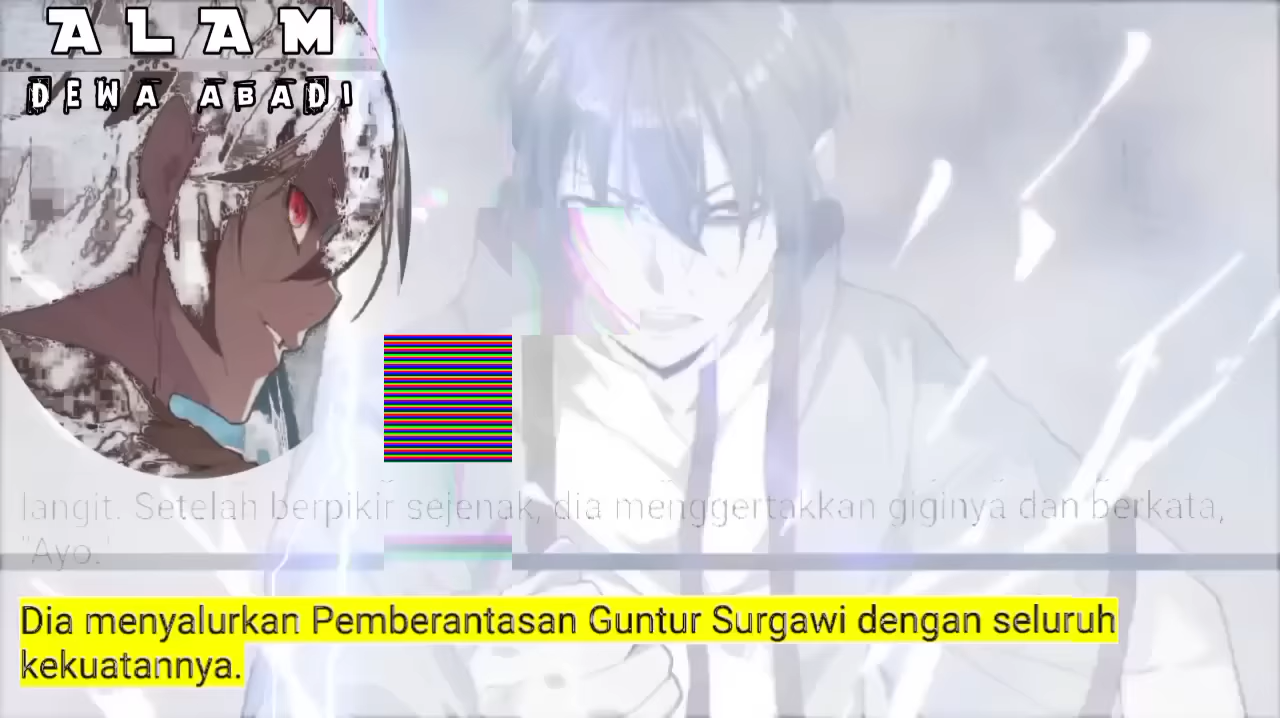 ALAM
DEWA ABADI
langit. Setelah berpikir sejenak, dia menggertakkan giginya dan berkata,
"Ayo."
Dia menyalurkan Pemberantasan Guntur Surgawi dengan seluruh
kekuatannya.